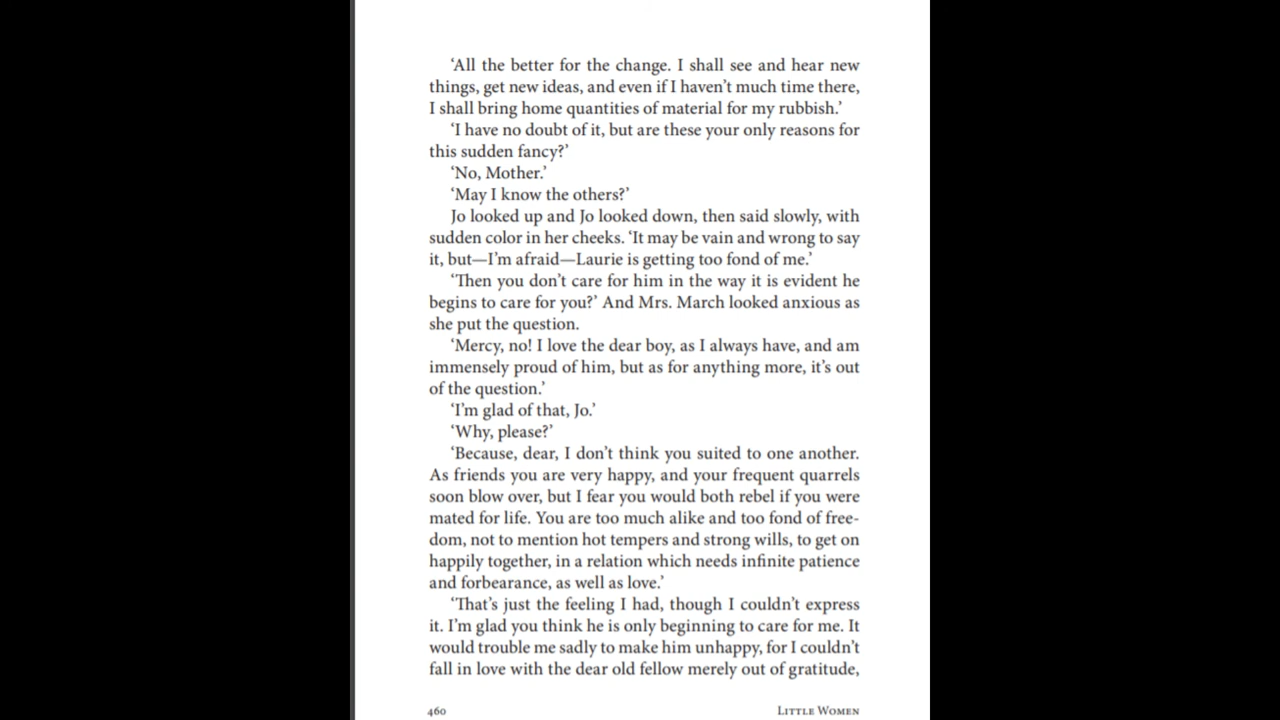 ‘All the better for the change. I shall see and hear new
things, get new ideas, and even if I haven’t much time there,
I shall bring home quantities of material for my rubbish.’
‘I have no doubt of it, but are these your only reasons for
this sudden fancy?’
‘No, Mother.’
‘May I know the others?’
Jo looked up and Jo looked down, then said slowly, with
sudden color in her cheeks. ‘It may be vain and wrong to say
it, but—I’m afraid—Laurie is getting too fond of me.’
‘Then you don’t care for him in the way it is evident he
begins to care for you?’ And Mrs. March looked anxious as
she put the question.
‘Mercy, no! I love the dear boy, as I always have, and am
immensely proud of him, but as for anything more, it’s out
of the question.’
‘I’m glad of that, Jo.’
‘Why, please?’
‘Because, dear, I don’t think you suited to one another.
As friends you are very happy, and your frequent quarrels
soon blow over, but I fear you would both rebel if you were
mated for life. You are too much alike and too fond of free-
dom, not to mention hot tempers and strong wills, to get on
happily together, in a relation which needs infinite patience
and forbearance, as well as love.’
‘That’s just the feeling I had, though I couldn’t express
it. I’m glad you think he is only beginning to care for me. It
would trouble me sadly to make him unhappy, for I couldn’t
fall in love with the dear old fellow merely out of gratitude,
460 Little Women